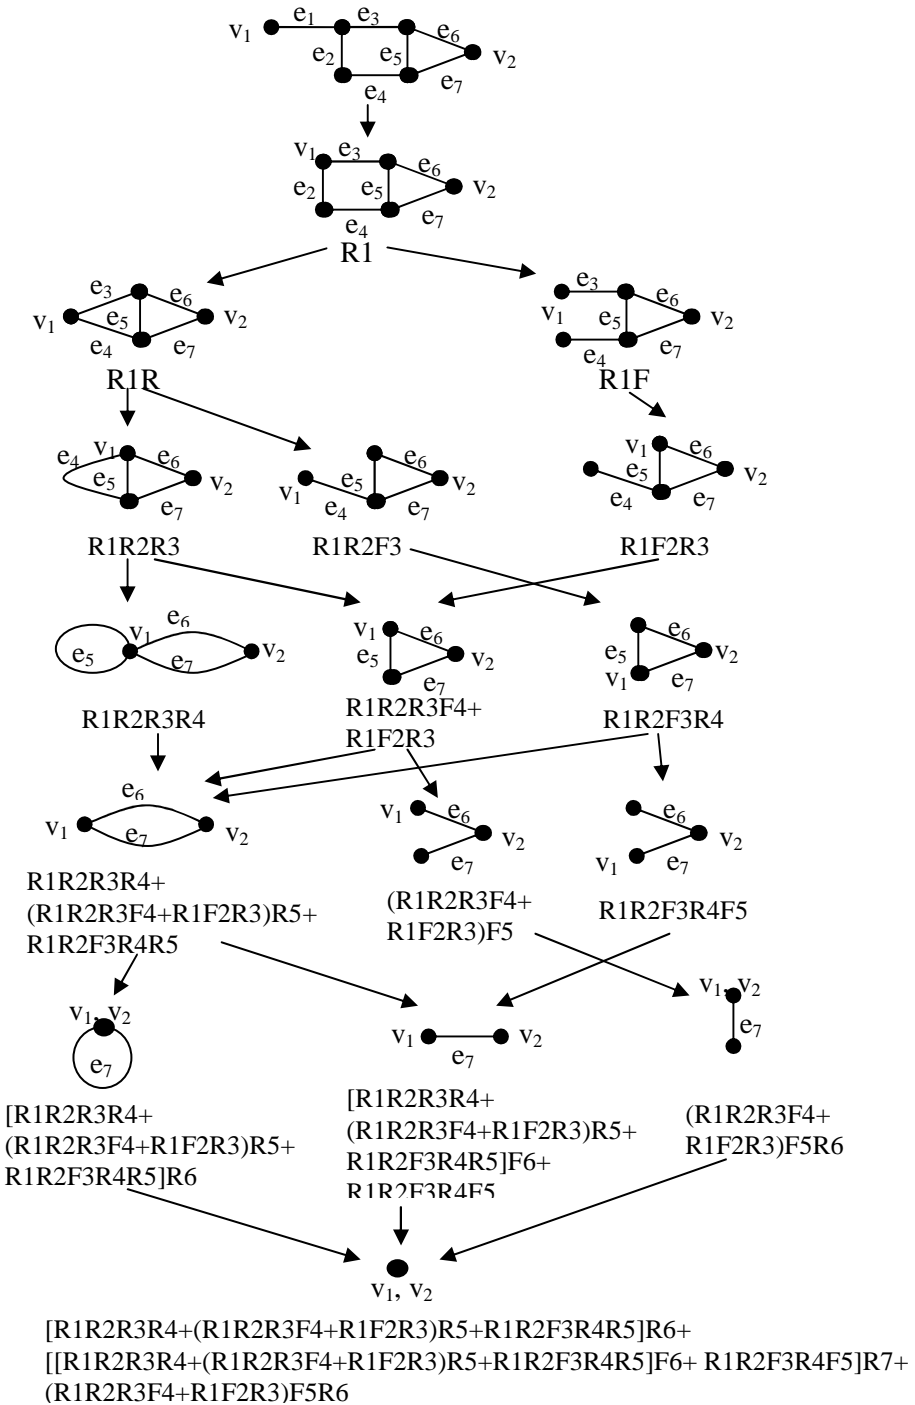 e1 e3
v1 e6
e2 e5 v2
e7
e4
v1 e3
e6
e2 e5 v2
e7
e4
R1
e3 e6
v1 e5 v2
e4 e7
R1R
e3 e6
v1 e5 v2
e4 e7
R1F
v1
e4 e6
e5 v2
e7
R1R2R3
e6
e5 v2
v1 e4 e7
R1R2F3
v1 e6
e5 v2
e4 e7
R1F2R3
e6
v1
e5 e7 v2
R1R2R3R4
v1 e6
e5 v2
e7
R1R2R3F4+
R1F2R3
e6
e5 v2
v1 e7
R1R2F3R4
e6
v1 e7 v2
R1R2R3R4+
(R1R2R3F4+R1F2R3)R5+
R1R2F3R4R5
v1 e6
v2
e7
(R1R2R3F4+
R1F2R3)F5
e6
v2
v1 e7
R1R2F3R4F5
v1, v2
e7
[R1R2R3R4+
(R1R2R3F4+R1F2R3)R5+
R1R2F3R4R5]R6
v1 v2
e7
[R1R2R3R4+
(R1R2R3F4+R1F2R3)R5+
R1R2F3R4R5]F6+
R1R2F3R4F5
v1, v2
e7
(R1R2R3F4+
R1F2R3)F5R6
v1, v2
[R1R2R3R4+(R1R2R3F4+R1F2R3)R5+R1R2F3R4R5]R6+
[[R1R2R3R4+(R1R2R3F4+R1F2R3)R5+R1R2F3R4R5]F6+ R1R2F3R4F5]R7+
(R1R2R3F4+R1F2R3)F5R6